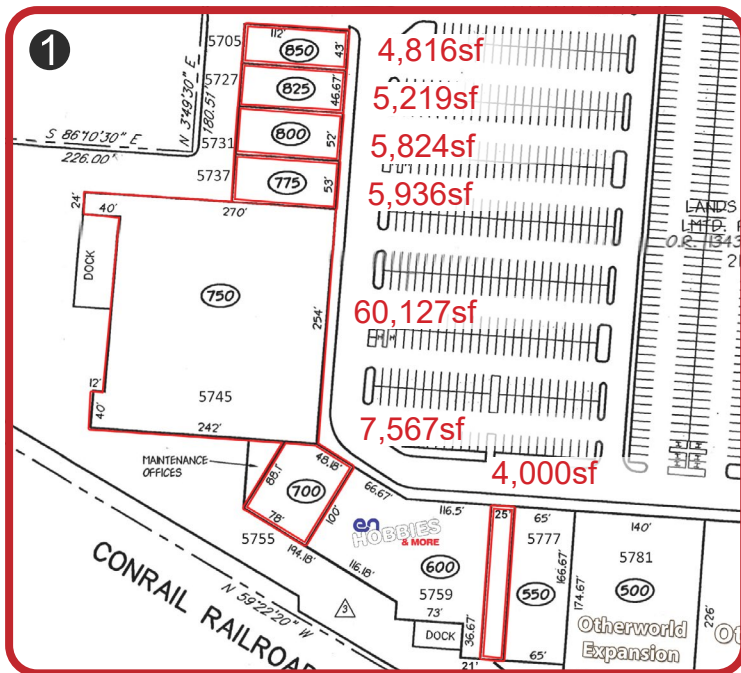 1
5705
112'
850
43'
4,816sf
5727
825
46.67'
5,219sf
N 3°49'30" E
180.51'
S 86°10'30" E
226.00'
5731
800
52'
5,824sf
5737
775
53'
5,936sf
24'
40'
270'
LANDS
LMTD.
O.R.
DOCK
750
254'
60,127sf
12'
40'
5745
242'
7,567sf
4,000sf
MAINTENANCE
OFFICES
88.1'
48.18'
700
66.67'
100'
78'
5755
194.18'
116.18'
en
HOBBIES
& MORE
116.5'
25'
65'
5777
140'
5781
600
5759
550
166.67'
174.67'
500
226'
73'
36.67'
DOCK
21'
65'
Otherworld
Expansion
Ot
3
N 59°22'20" W
CONRAIL RAILROA